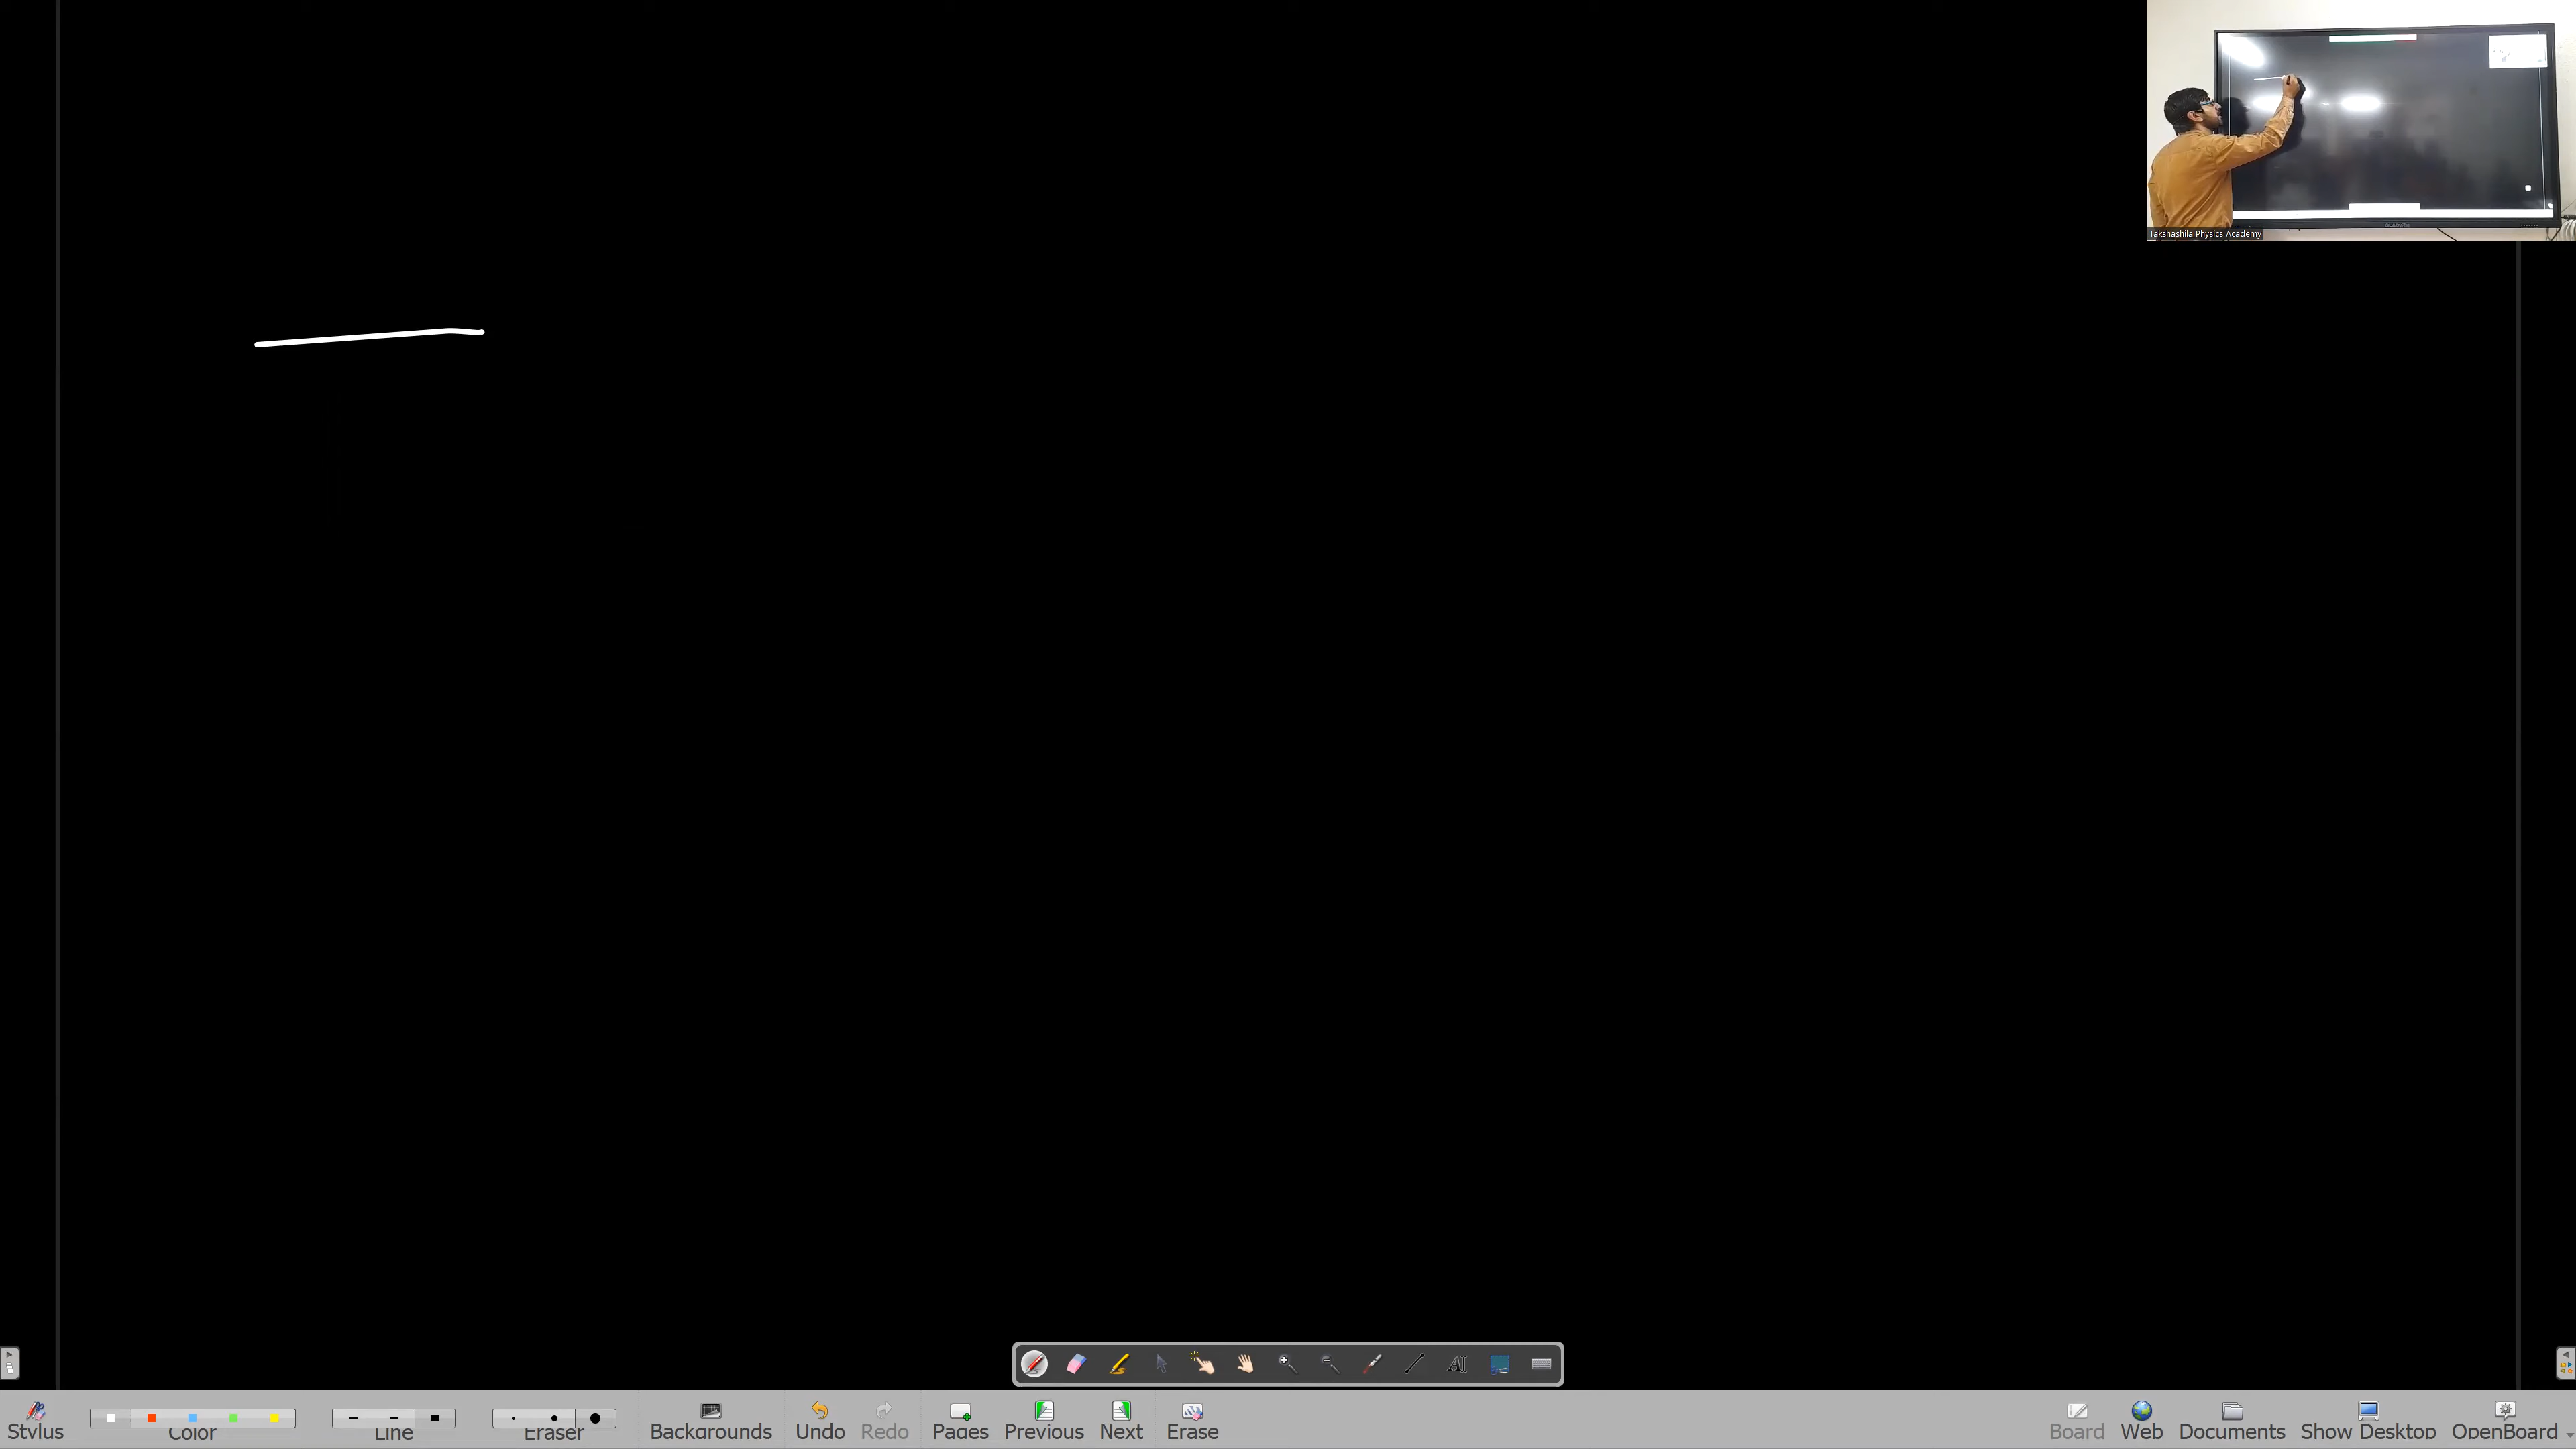 Takshashila Physics Academy
Stylus
Color
Line
Eraser
Backgrounds
Undo
Redo
Pages
Previous
Next
Erase
Board
Web
Documents
Show Desktop
OpenBoard